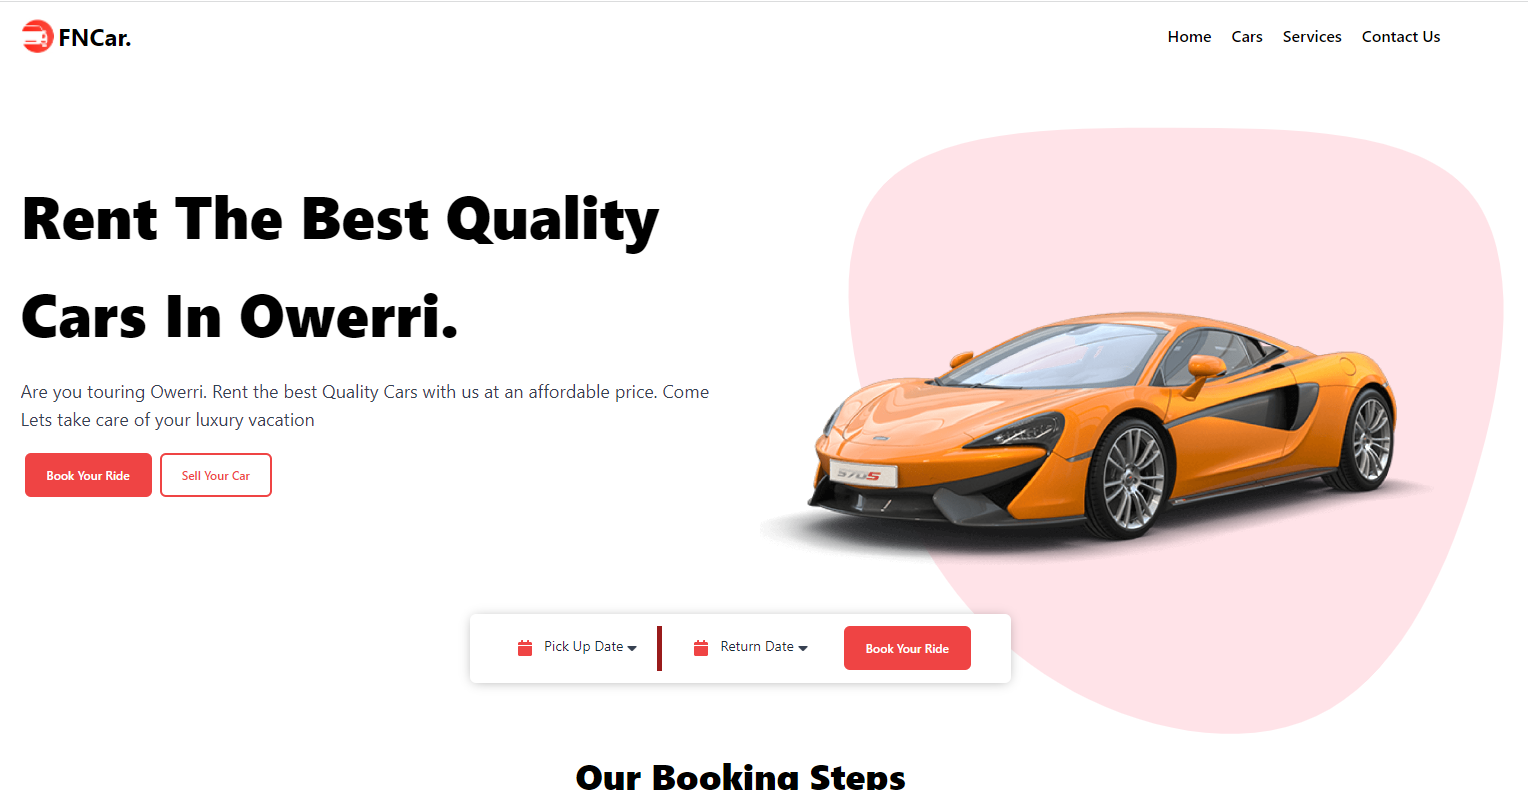 FNCar.
Home Cars Services Contact Us
Rent The Best Quality
Cars In Owerri.
Are you touring Owerri. Rent the best Quality Cars with us at an affordable price. Come
Lets take care of your luxury vacation
Book Your Ride Sell Your Car
570S
Pick Up Date Return Date Book Your Ride
Our Booking Steps